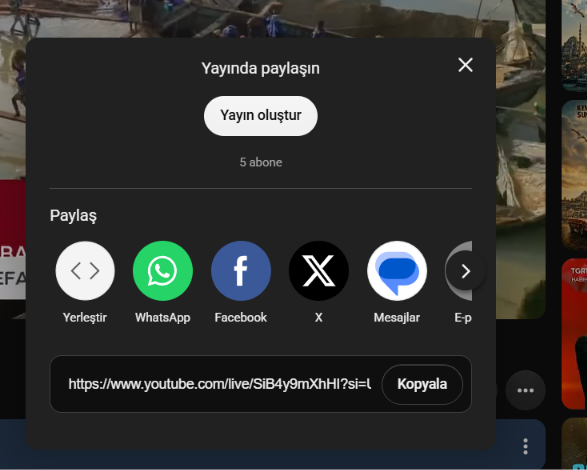 Yayında paylaşın
Yayın oluştur
5 abone
Paylaş
Yerleştir
WhatsApp
Facebook
X
Mesajlar
E-p
https://www.youtube.com/live/SiB4y9mXhHI?si=
Kopyala